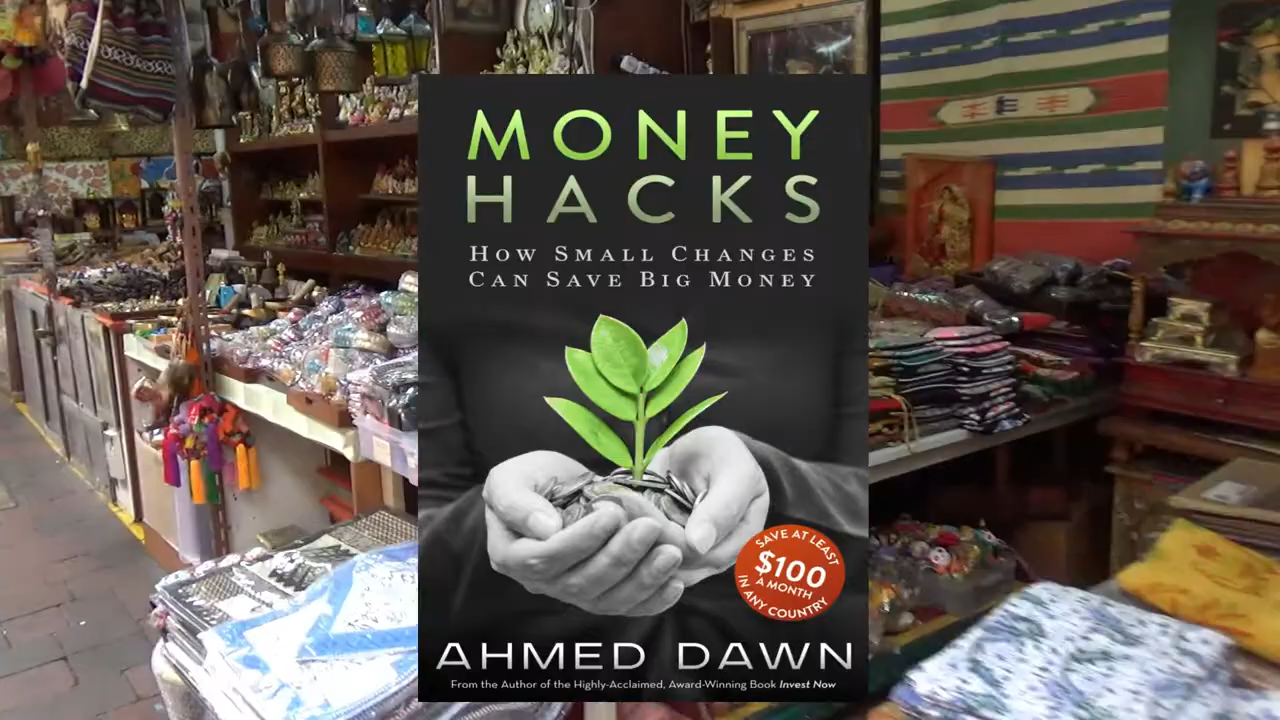 MONEY
HACKS
HOW SMALL CHANGES
CAN SAVE BIG MONEY
SAVE AT LEAST
$100
A MONTH
IN ANY COUNTRY
AHMED DAWN
From the Author of the Highly-Acclaimed, Award-Winning Book Invest Now